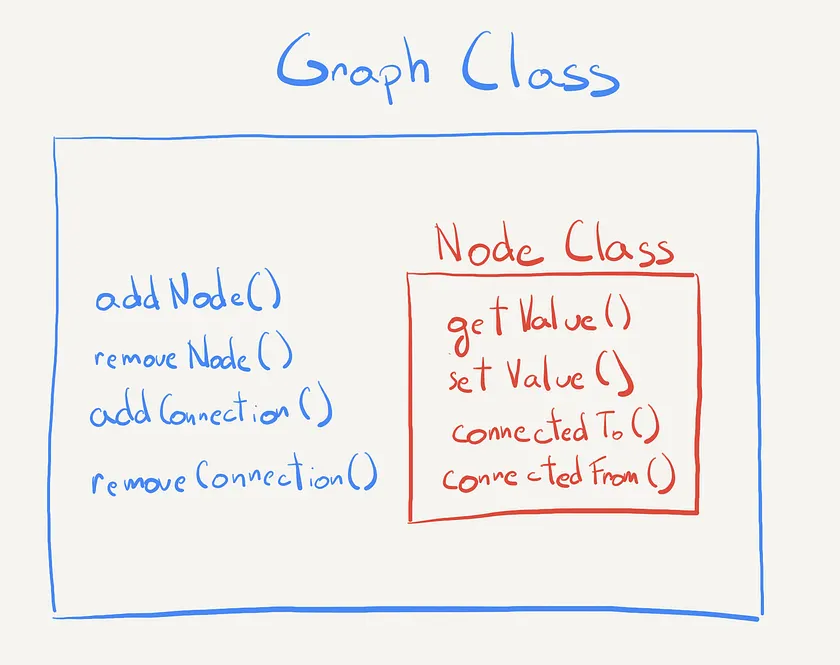 Graph Class
addNode()
removeNode()
addConnection()
removeConnection()
Node Class
getValue()
setValue()
connectedTo()
connectedFrom()